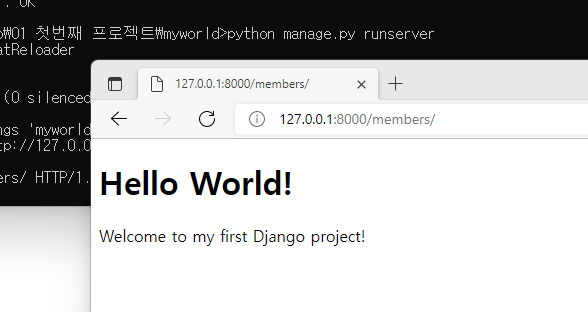 . OK
o\01 첫번째 프로젝트\myworld>python manage.py runserver
atReloader
(0 silenced
ngs 'myworld
tp://127.0.0
ers/ HTTP/1.
127.0.0.1:8000/members/
127.0.0.1:8000/members/
Hello World!
Welcome to my first Django project!